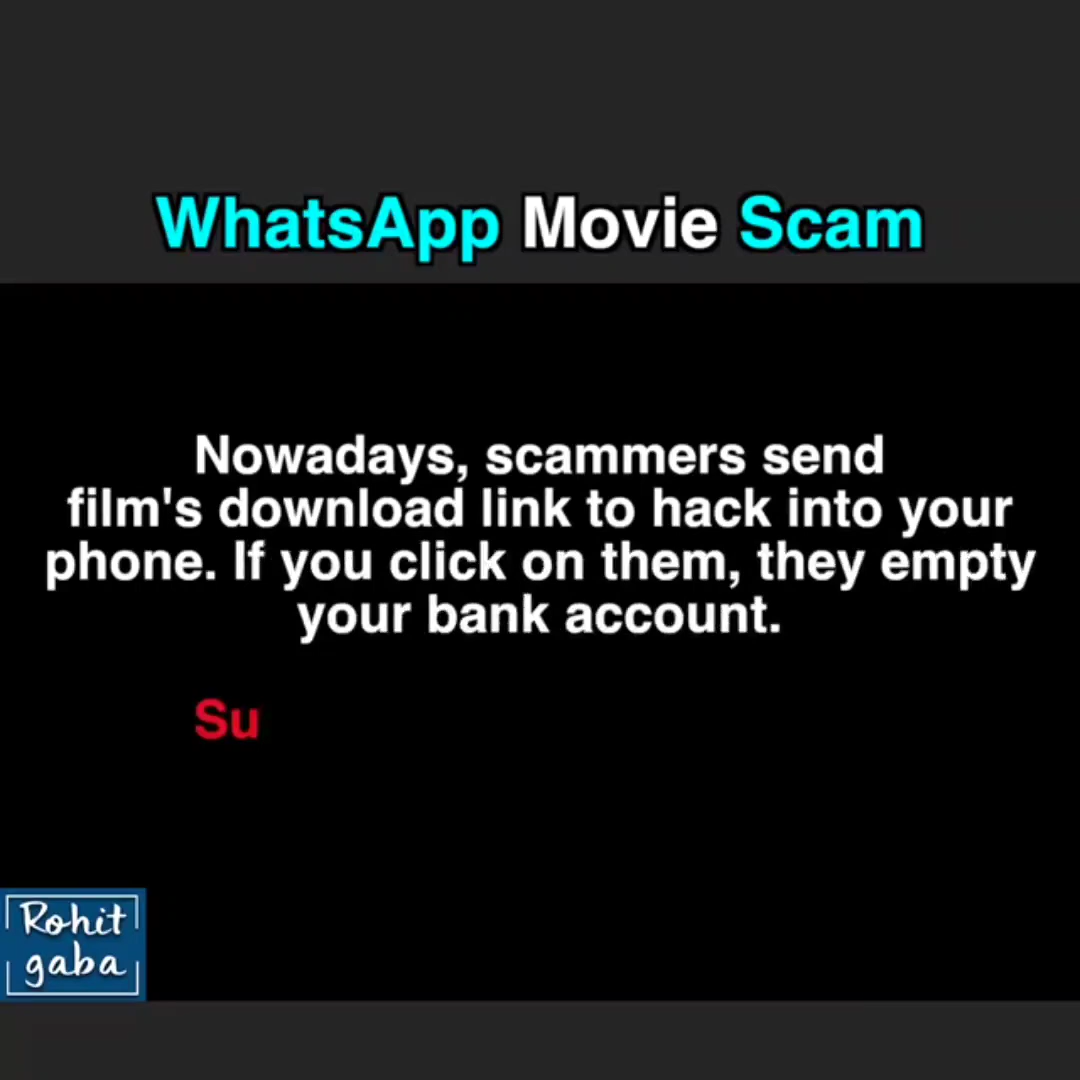 WhatsApp Movie Scam
Nowadays, scammers send
film's download link to hack into your
phone. If you click on them, they empty
your bank account.
Su
Rohit
gaba